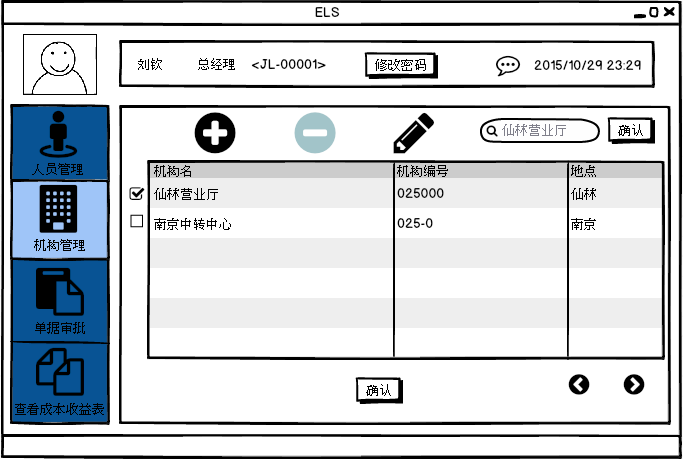 ELS
刘钦 总经理 <JL-00001> 修改密码 2015/10/29 23:29
人员管理
机构管理
单据审批
查看成本收益表
仙林营业厅 确认
机构名 机构编号 地点
仙林营业厅 025000 仙林
南京中转中心 025-0 南京
确认